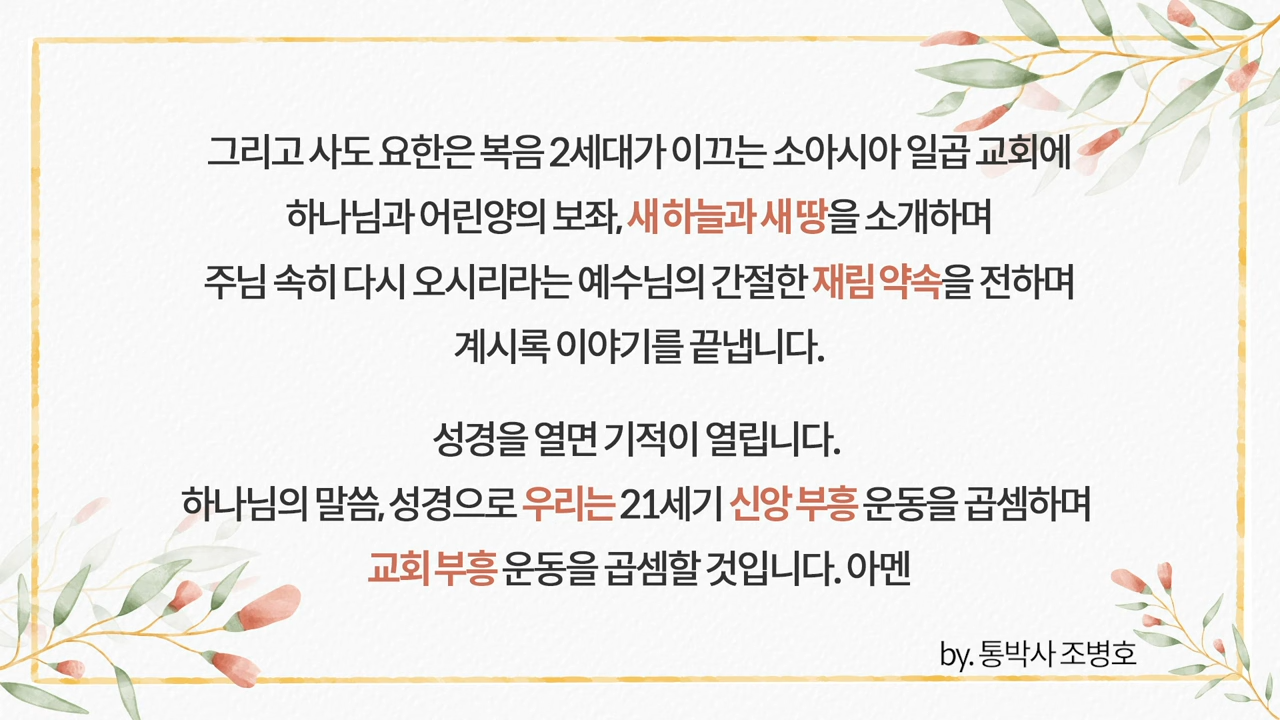 그리고 사도 요한은 복음 2세대가 이끄는 소아시아 일곱 교회에
하나님과 어린양의 보좌, 새 하늘과 새 땅을 소개하며
주님 속히 다시 오시리라는 예수님의 간절한 재림 약속을 전하며
계시록 이야기를 끝냅니다.
성경을 열면 기적이 열립니다.
하나님의 말씀, 성경으로 우리는 21세기 신앙 부흥 운동을 곱셈하며
교회 부흥 운동을 곱셈할 것입니다. 아멘
by. 통박사 조병호